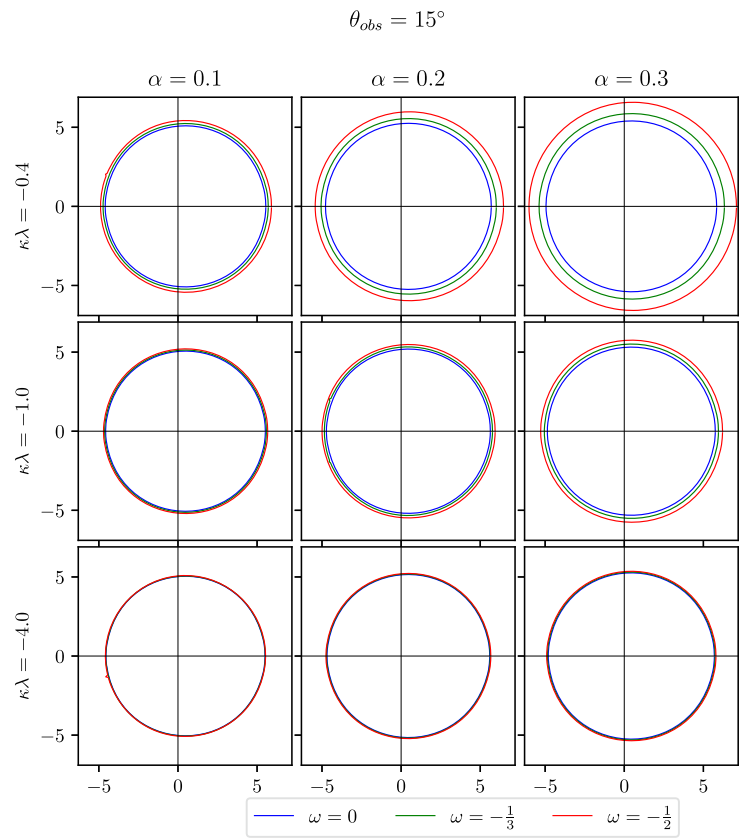 θobs = 15°
α = 0.1 α = 0.2 α = 0.3
κλ = −0.4
5
0
−5
κλ = −1.0
5
0
−5
κλ = −4.0
5
0
−5
−5 0 5 −5 0 5 −5 0 5
ω = 0 ω = −1/3 ω = −1/2